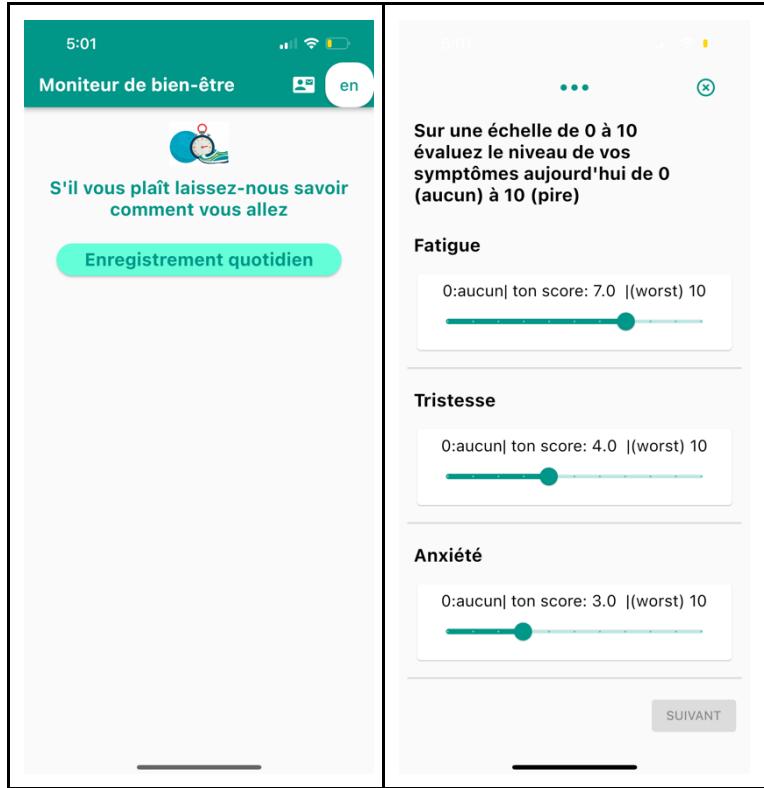 5:01
Moniteur de bien-être
en
S'il vous plaît laissez-nous savoir
comment vous allez
Enregistrement quotidien
5:01
Sur une échelle de 0 à 10
évaluez le niveau de vos
symptômes aujourd'hui de 0
(aucun) à 10 (pire)
Fatigue
0:aucun| ton score: 7.0 |(worst) 10
Tristesse
0:aucun| ton score: 4.0 |(worst) 10
Anxiété
0:aucun| ton score: 3.0 |(worst) 10
SUIVANT